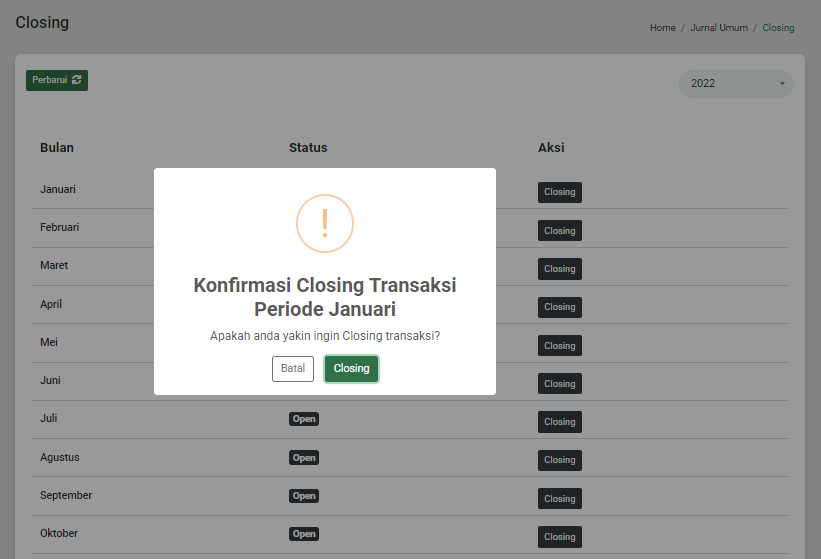 Closing
Home / Jurnal Umum / Closing
Perbarui
2022
Bulan Status Aksi
Januari Closing
Februari Closing
Maret Closing
April Closing
Mei Closing
Juni Closing
!
Konfirmasi Closing Transaksi
Periode Januari
Apakah anda yakin ingin Closing transaksi?
Batal Closing
Juli Open Closing
Agustus Open Closing
September Open Closing
Oktober Open Closing